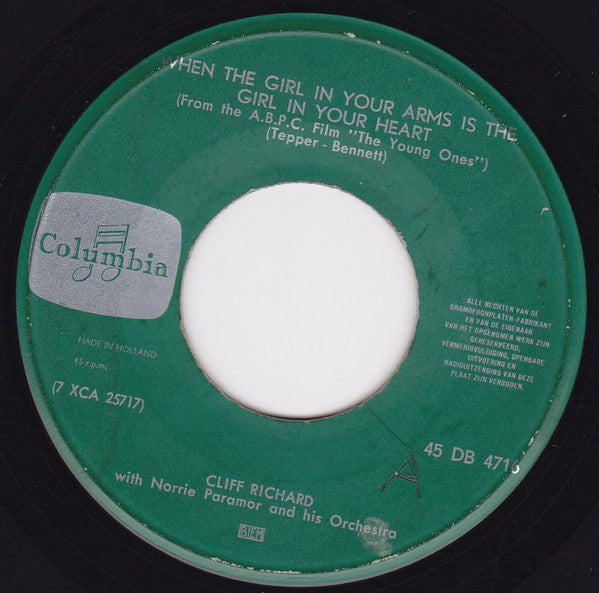 WHEN THE GIRL IN YOUR ARMS IS THE
GIRL IN YOUR HEART
(From the A.B.P.C. Film "The Young Ones")
(Tepper - Bennett)
Columbia
MADE IN HOLLAND
45 r.p.m.
(7 XCA 25717)
ALLE RECHTEN VAN DE
GRAMOFOONPLATEN-FABRIKANT
EN VAN DE EIGENAAR
VAN HET OPGENOMEN WERK ZIJN
GERESERVEERD.
VERMENIGVULDIGING, OPENBARE
UITVOERING EN
RADIOUITZENDING VAN DEZE
PLAAT ZIJN VERBODEN.
45 DB 4716
A
CLIFF RICHARD
with Norrie Paramor and his Orchestra
BIEM